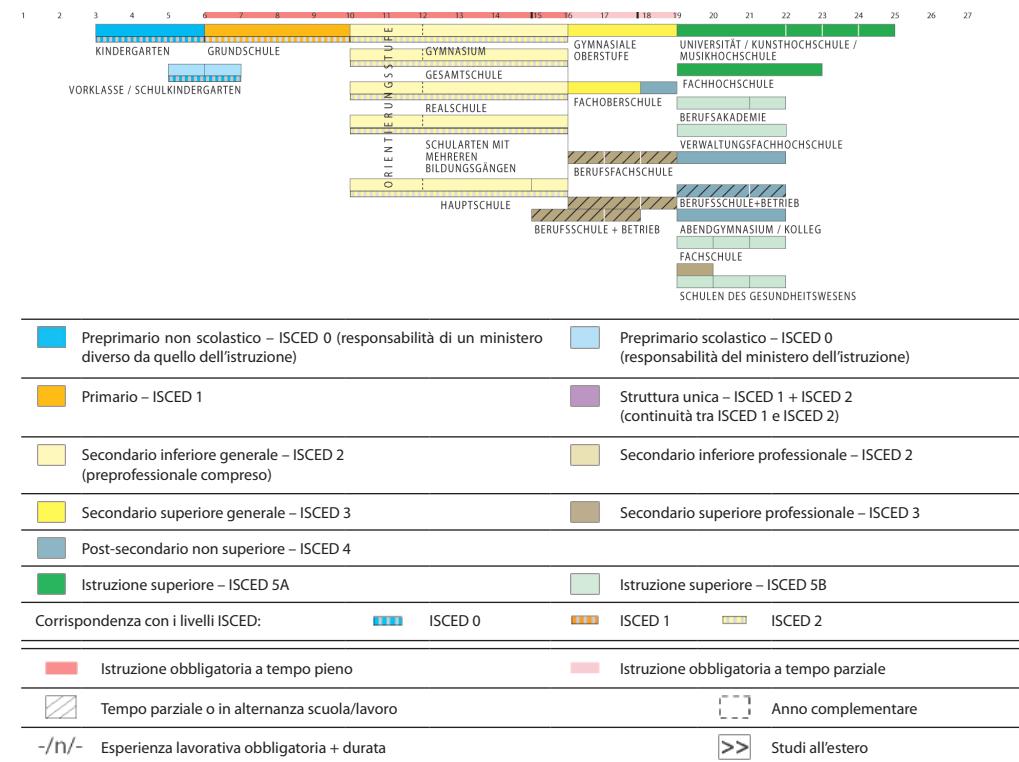 1 2 3 4 5 6 7 8 9 10 11 12 13 14 15 16 17 18 19 20 21 22 23 24 25 26 27
KINDERGARTEN
GRUNDSCHULE
VORKLASSE / SCHULKINDERGARTEN
ORIENTIERUNGSSTUFE
GYMNASIUM
GESAMTSCHULE
REALSCHULE
SCHULARTEN MIT
MEHREREN
BILDUNGSGÄNGEN
HAUPTSCHULE
GYMNASIALE
OBERSTUFE
FACHOBERSCHULE
BERUFSFACHSCHULE
BERUFSSCHULE + BETRIEB
UNIVERSITÄT / KUNSTHOCHSCHULE /
MUSIKHOCHSCHULE
FACHHOCHSCHULE
BERUFSAKADEMIE
VERWALTUNGSFACHHOCHSCHULE
BERUFSSCHULE+BETRIEB
ABENDGYMNASIUM / KOLLEG
FACHSCHULE
SCHULEN DES GESUNDHEITSWESENS
Preprimario non scolastico – ISCED 0 (responsabilità di un ministero
diverso da quello dell'istruzione)
Preprimario scolastico – ISCED 0
(responsabilità del ministero dell'istruzione)
Primario – ISCED 1
Struttura unica – ISCED 1 + ISCED 2
(continuità tra ISCED 1 e ISCED 2)
Secondario inferiore generale – ISCED 2
(preprofessionale compreso)
Secondario inferiore professionale – ISCED 2
Secondario superiore generale – ISCED 3
Secondario superiore professionale – ISCED 3
Post-secondario non superiore – ISCED 4
Istruzione superiore – ISCED 5A
Istruzione superiore – ISCED 5B
Corrispondenza con i livelli ISCED: ISCED 0 ISCED 1 ISCED 2
Istruzione obbligatoria a tempo pieno
Istruzione obbligatoria a tempo parziale
Tempo parziale o in alternanza scuola/lavoro
Anno complementare
-/n/- Esperienza lavorativa obbligatoria + durata
>> Studi all'estero